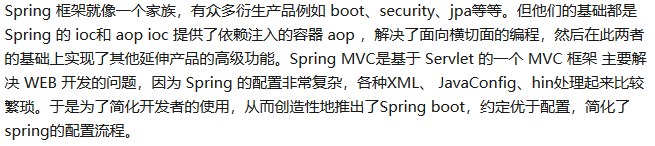 Spring 框架就像一个家族，有众多衍生产品例如 boot、security、jpa等等。但他们的基础都是
Spring 的 ioc和 aop ioc 提供了依赖注入的容器 aop ，解决了面向横切面的编程，然后在此两者
的基础上实现了其他延伸产品的高级功能。Spring MVC是基于 Servlet 的一个 MVC 框架 主要解
决 WEB 开发的问题，因为 Spring 的配置非常复杂，各种XML、 JavaConfig、hin处理起来比较
繁琐。于是为了简化开发者的使用，从而创造性地推出了Spring boot，约定优于配置，简化了
spring的配置流程。